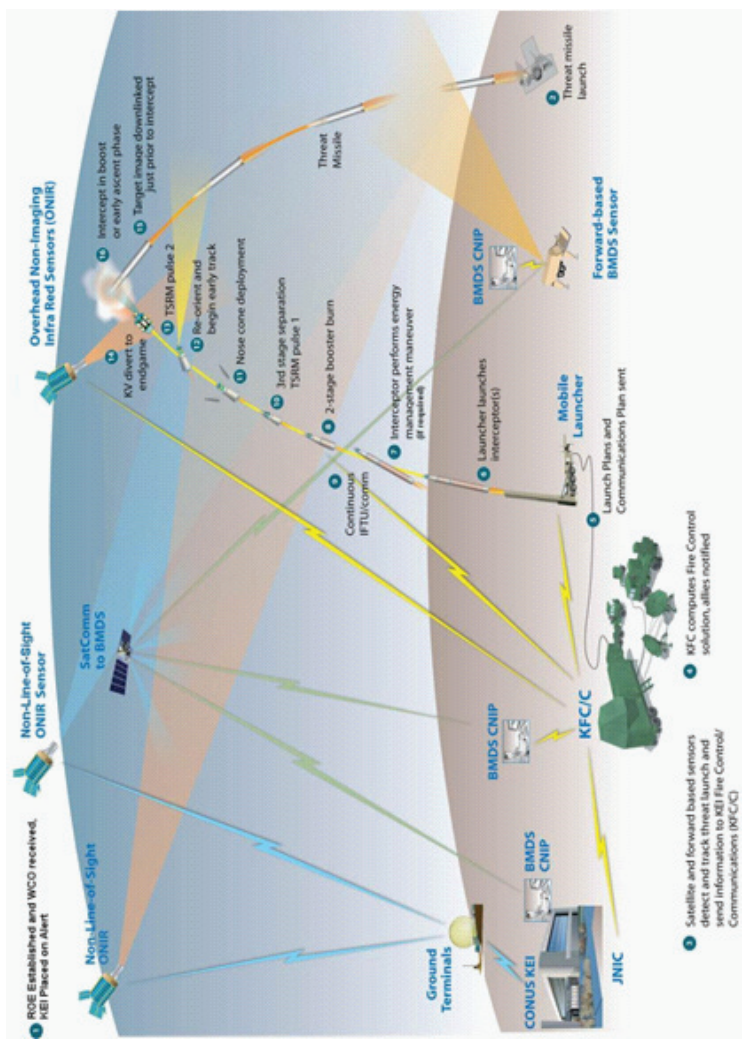 1 ROE Established and WCO received,
KEI Placed on Alert
Non-Line-of-Sight
ONIR
Non-Line-of-Sight
ONIR Sensor
SatComm
to BMDS
Overhead Non-Imaging
Infra Red Sensors (ONIR)
16 Intercept in boost
or early ascent phase
15 Target image downlinked
just prior to intercept
14
KV divert to
endgame
13 TSRM pulse 2
12 Re-orient and
begin early track
11 Nose cone deployment
10 3rd stage separation
TSRM pulse 1
8 2-stage booster burn
9
Continuous
IFTU/comm
7 Interceptor performs energy
management maneuver
(if required)
6 Launcher launches
interceptor(s)
Threat
Missile
2 Threat missile
launch
BMDS CNIP
Forward-based
BMDS Sensor
Mobile
Launcher
5 Launch Plans and
Communications Plan sent
BMDS CNIP
KFC/C
4 KFC computes Fire Control
solution, allies notified
Ground
Terminals
BMDS
CNIP
CONUS KEI
JNIC
3 Satellite and forward based sensors
detect and track threat launch and
send information to KEI Fire Control/
Communications (KFC/C)